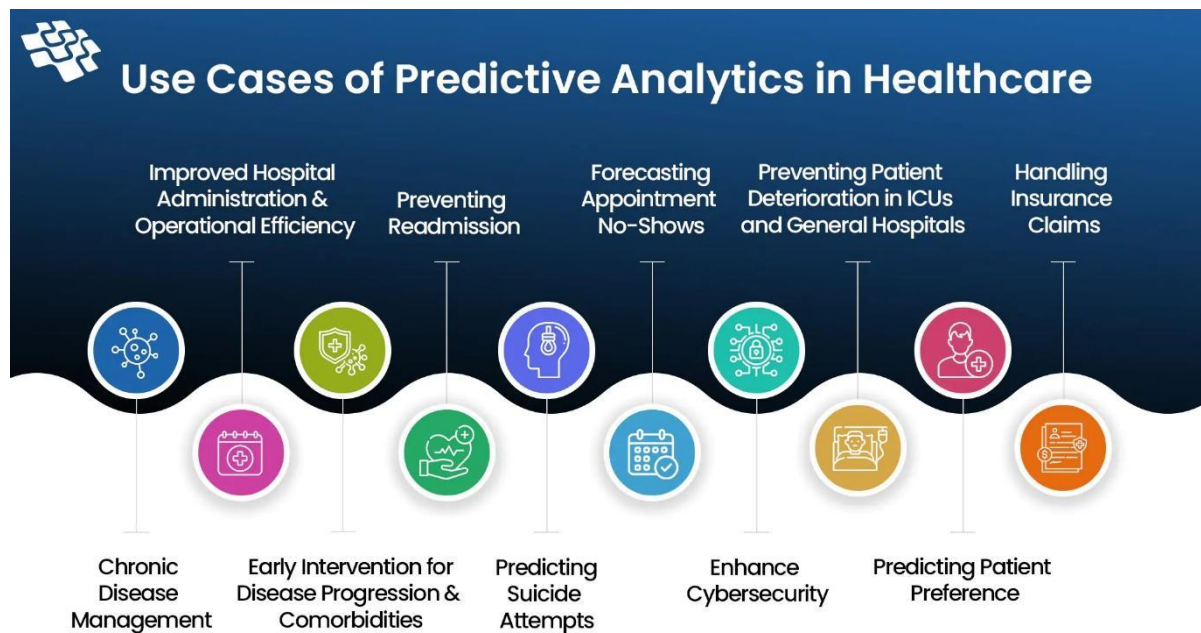 Use Cases of Predictive Analytics in Healthcare
Improved Hospital
Administration &
Operational Efficiency
Preventing
Readmission
Forecasting
Appointment
No-Shows
Preventing Patient
Deterioration in ICUs
and General Hospitals
Handling
Insurance
Claims
Chronic
Disease
Management
Early Intervention for
Disease Progression &
Comorbidities
Predicting
Suicide
Attempts
Enhance
Cybersecurity
Predicting Patient
Preference